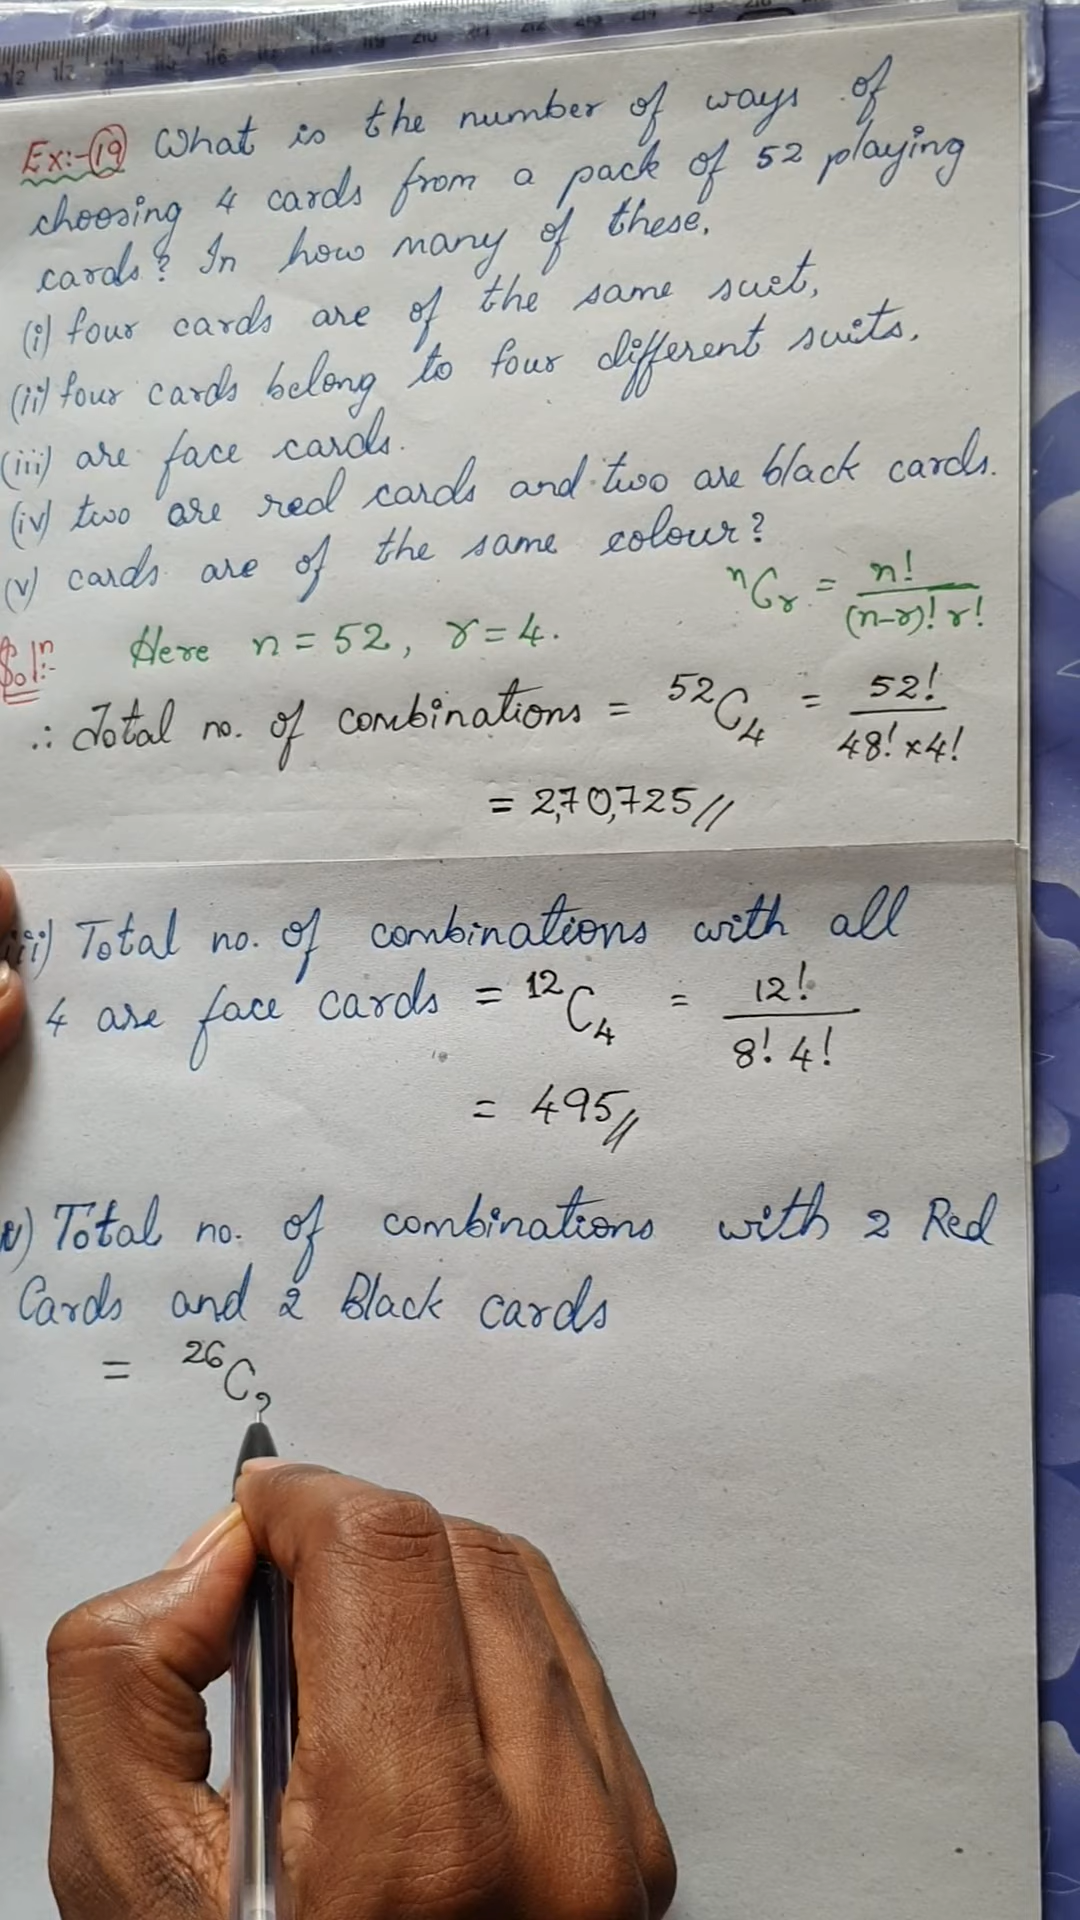 Ex:-(19) What is the number of ways of
choosing 4 cards from a pack of 52 playing
cards? In how many of these,
(i) four cards are of the same suit,
(ii) four cards belong to four different suits,
(iii) are face cards.
(iv) two are red cards and two are black cards.
(v) cards are of the same colour?
ⁿCᵣ = n! / (n-r)! r!
Solⁿ:- Here n = 52, r = 4.
∴ Total no. of combinations = ⁵²C₄ = 52! / 48! × 4!
= 2,70,725//
iii) Total no. of combinations with all
4 are face cards = ¹²C₄ = 12! / 8! 4!
= 495//
v) Total no. of combinations with 2 Red
Cards and 2 Black cards
= ²⁶C₂